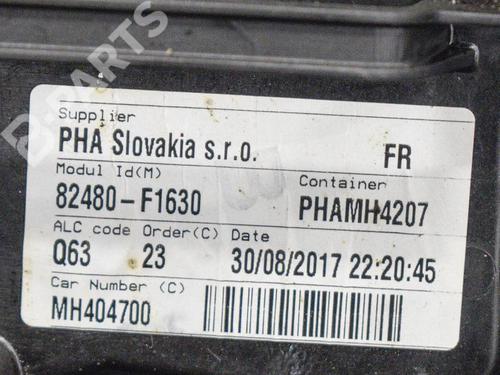 B-PARTS
Supplier
PHA Slovakia s.r.o. FR
Modul Id(M) Container
82480-F1630 PHAMH4207
ALC code Order(C) Date
Q63 23 30/08/2017 22:20:45
Car Number (C)
MH404700